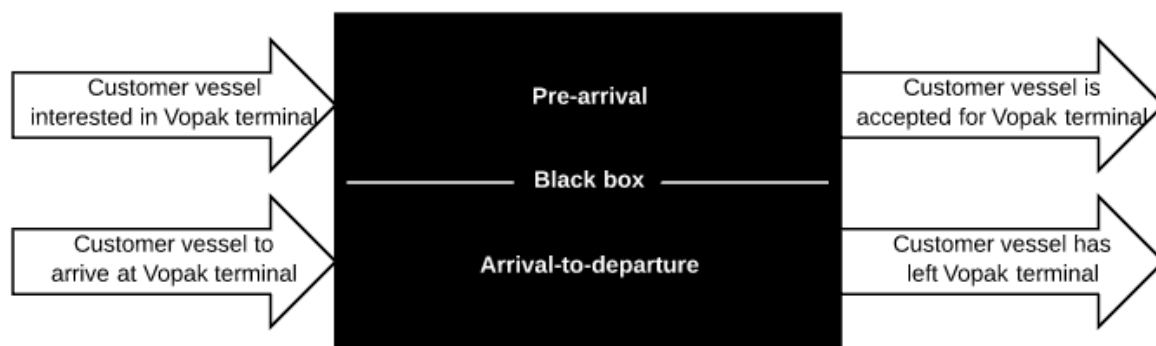 Customer vessel
interested in Vopak terminal
Pre-arrival
Customer vessel is
accepted for Vopak terminal
Black box
Customer vessel to
arrive at Vopak terminal
Arrival-to-departure
Customer vessel has
left Vopak terminal